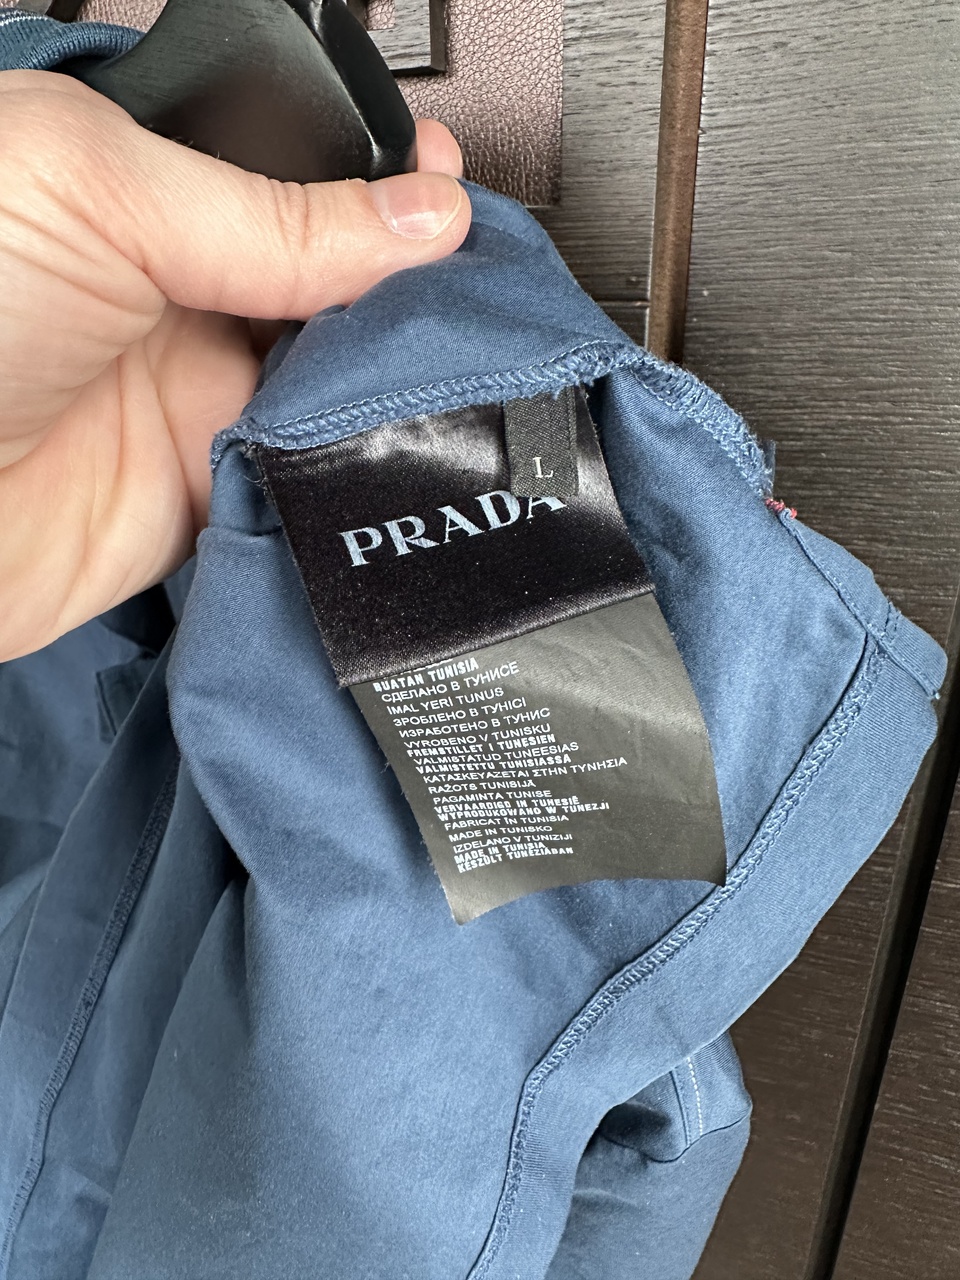 L
PRADA
BUATAN TUNISIA
СДЕЛАНО В ТУНИСЕ
IMAL YERI TUNUS
ЗРОБЛЕНО В ТУНІСІ
ИЗРАБОТЕНО В ТУНИС
VYROBENO V TUNISKU
FREMSTILLET I TUNESIEN
VALMISTATUD TUNEESIAS
VALMISTETTU TUNISIASSA
ΚΑΤΑΣΚΕΥΑΖΕΤΑΙ ΣΤΗΝ ΤΥΝΗΣΙΑ
RAŽOTS TUNISIJĀ
PAGAMINTA TUNISE
VERVAARDIGD IN TUNESIË
WYPRODUKOWANO W TUNEZJI
FABRICAT ÎN TUNISIA
MADE IN TUNISKO
IZDELANO V TUNIZIJI
MADE IN TUNISIA
KÉSZÜLT TUNÉZIÁBAN